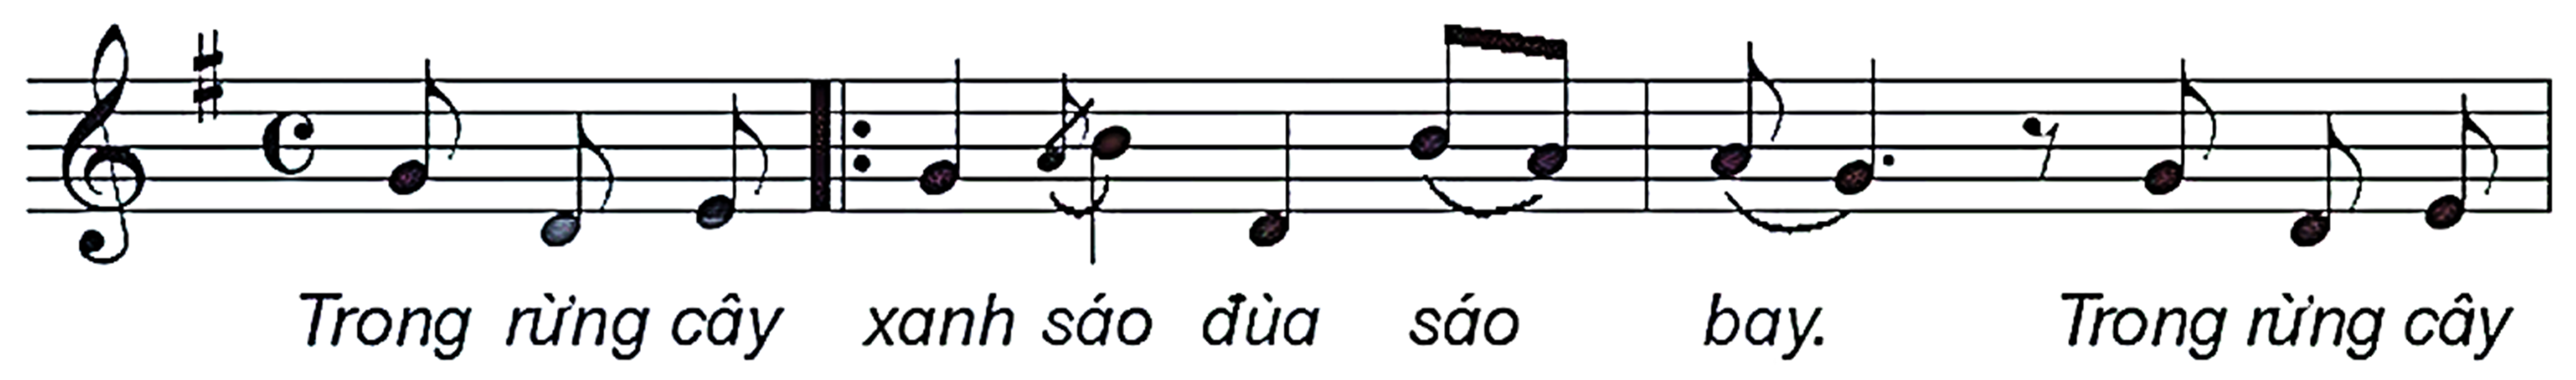 Trong rừng cây xanh sáo đùa sáo bay. Trong rừng cây